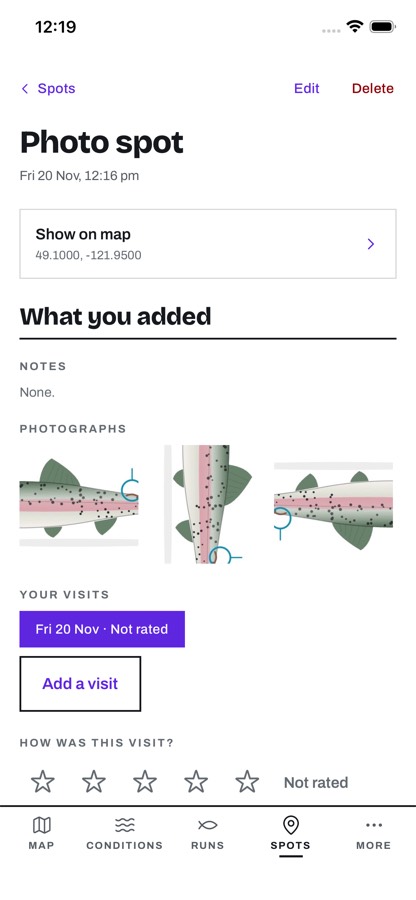 12:19
Spots
Edit
Delete
Photo spot
Fri 20 Nov, 12:16 pm
Show on map
49.1000, -121.9500
What you added
NOTES
None.
PHOTOGRAPHS
YOUR VISITS
Fri 20 Nov · Not rated
Add a visit
HOW WAS THIS VISIT?
Not rated
MAP
CONDITIONS
RUNS
SPOTS
MORE